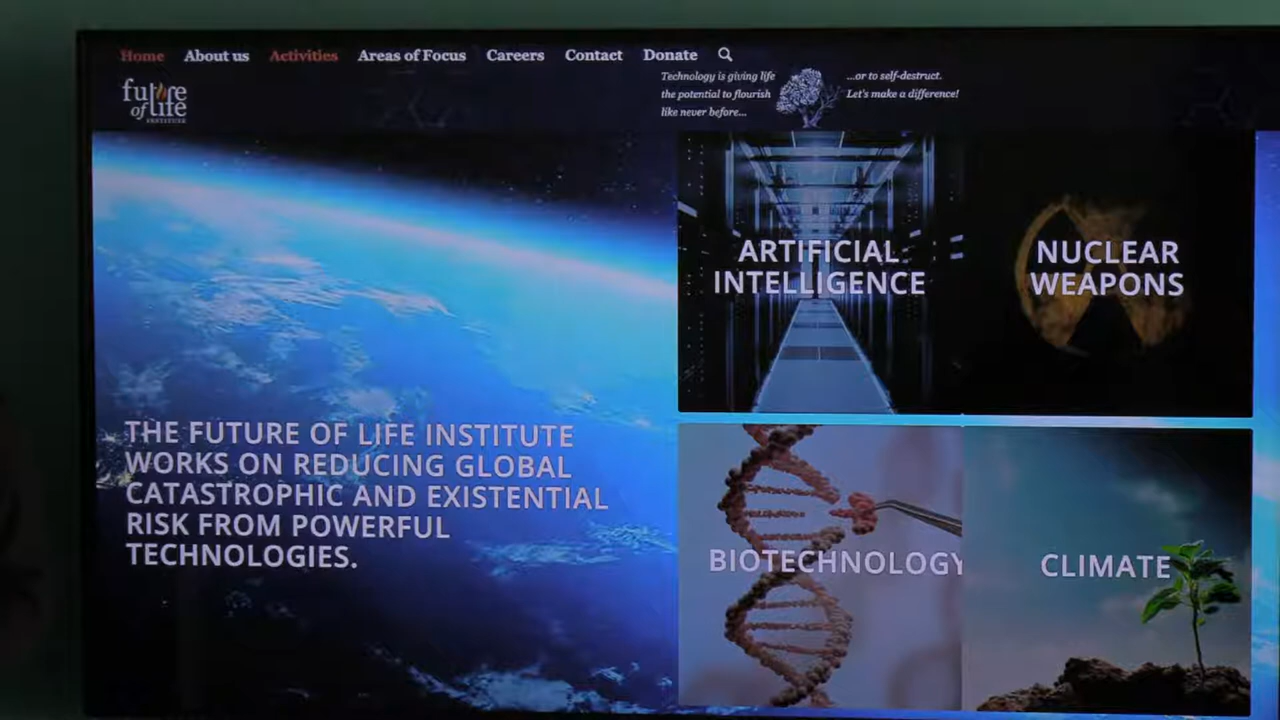 Home About us Activities Areas of Focus Careers Contact Donate
future
of life
INSTITUTE
Technology is giving life
the potential to flourish
like never before...
...or to self-destruct.
Let's make a difference!
THE FUTURE OF LIFE INSTITUTE
WORKS ON REDUCING GLOBAL
CATASTROPHIC AND EXISTENTIAL
RISK FROM POWERFUL
TECHNOLOGIES.
ARTIFICIAL
INTELLIGENCE
NUCLEAR
WEAPONS
BIOTECHNOLOGY
CLIMATE